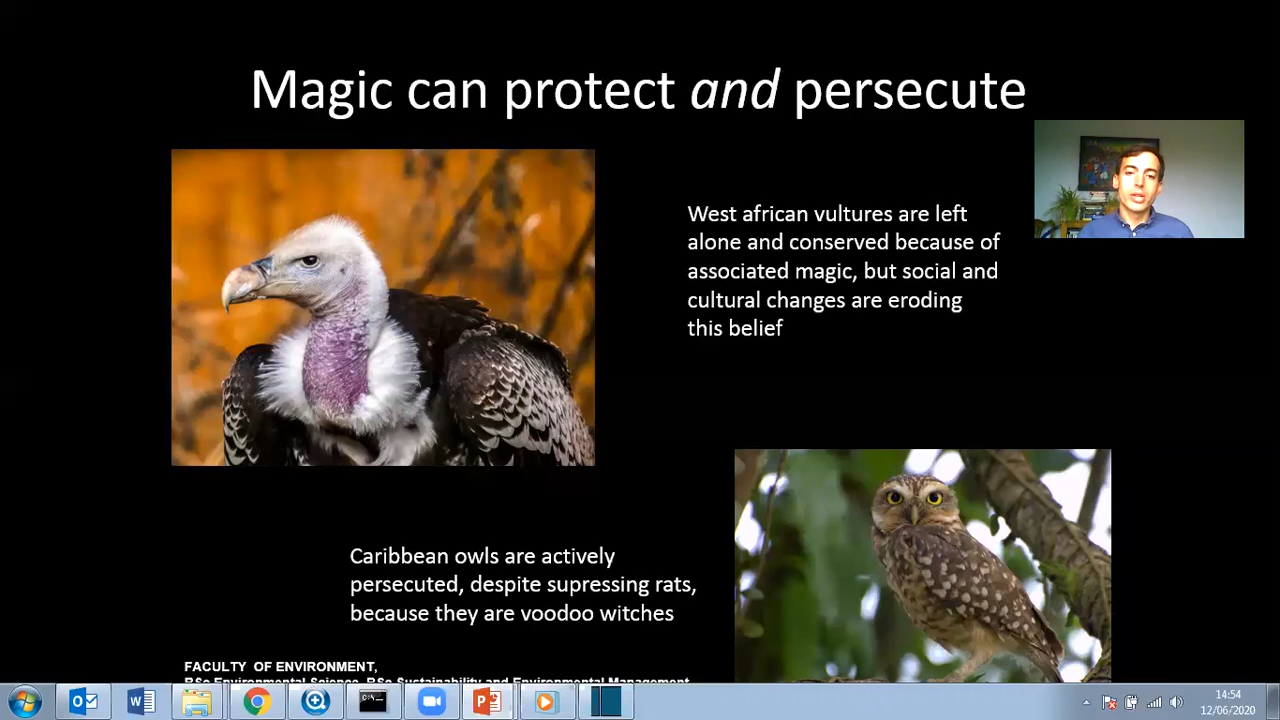 Magic can protect and persecute
West african vultures are left
alone and conserved because of
associated magic, but social and
cultural changes are eroding
this belief
Caribbean owls are actively
persecuted, despite supressing rats,
because they are voodoo witches
FACULTY OF ENVIRONMENT,
BSc Environmental Science, BSc Sustainability and Environmental Management
14:54
12/06/2020